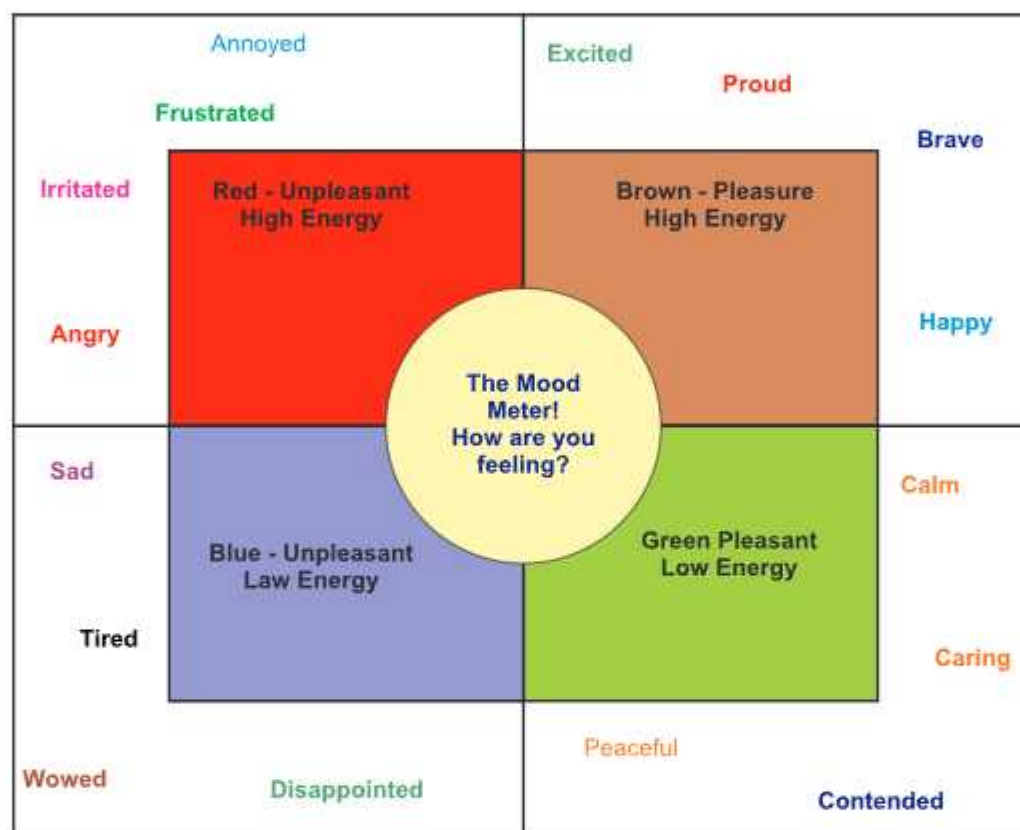 Annoyed
Excited
Proud
Frustrated
Brave
Irritated
Red - Unpleasant
High Energy
Brown - Pleasure
High Energy
Angry
Happy
The Mood
Meter!
How are you
feeling?
Sad
Calm
Blue - Unpleasant
Law Energy
Green Pleasant
Low Energy
Tired
Caring
Peaceful
Wowed
Disappointed
Contended